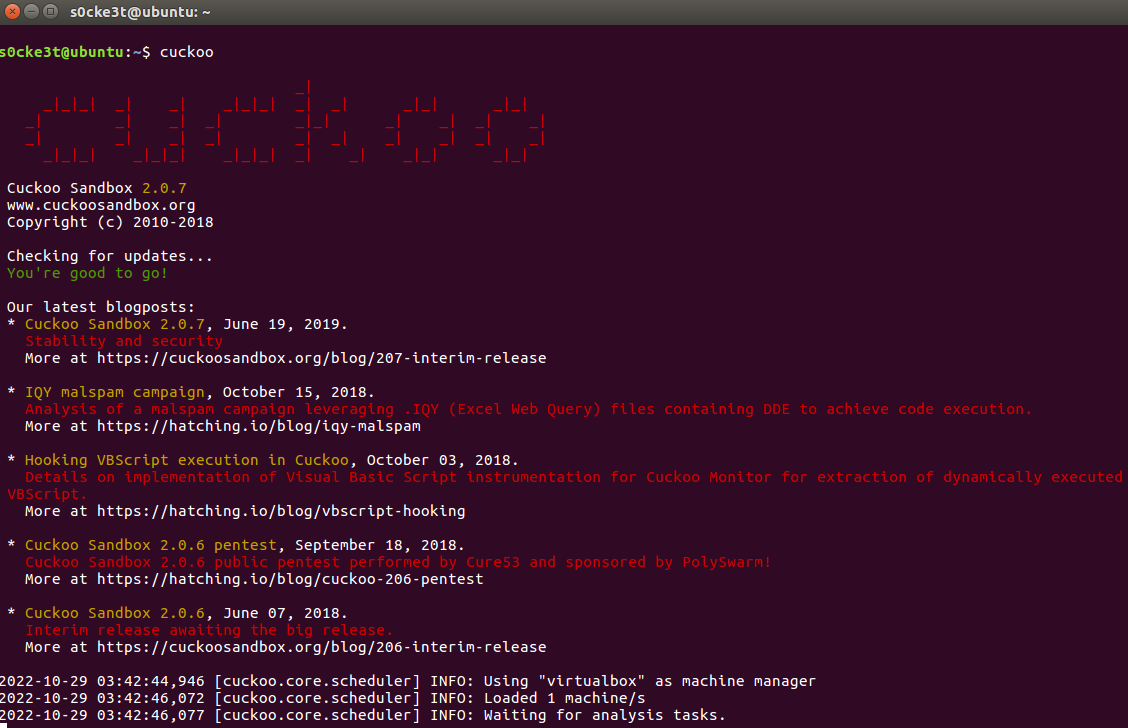 s0cke3t@ubuntu: ~
s0cke3t@ubuntu:~$ cuckoo
                                 _|
     _|_|_|  _|    _|    _|_|_|  _|  _|      _|_|      _|_|
   _|        _|    _|  _|        _|_|      _|    _|  _|    _|
   _|        _|    _|  _|        _|  _|    _|    _|  _|    _|
     _|_|_|    _|_|_|    _|_|_|  _|    _|    _|_|      _|_|
Cuckoo Sandbox 2.0.7
www.cuckoosandbox.org
Copyright (c) 2010-2018
Checking for updates...
You're good to go!
Our latest blogposts:
* Cuckoo Sandbox 2.0.7, June 19, 2019.
Stability and security
More at https://cuckoosandbox.org/blog/207-interim-release
* IQY malspam campaign, October 15, 2018.
Analysis of a malspam campaign leveraging .IQY (Excel Web Query) files containing DDE to achieve code execution.
More at https://hatching.io/blog/iqy-malspam
* Hooking VBScript execution in Cuckoo, October 03, 2018.
Details on implementation of Visual Basic Script instrumentation for Cuckoo Monitor for extraction of dynamically executed
VBScript.
More at https://hatching.io/blog/vbscript-hooking
* Cuckoo Sandbox 2.0.6 pentest, September 18, 2018.
Cuckoo Sandbox 2.0.6 public pentest performed by Cure53 and sponsored by PolySwarm!
More at https://hatching.io/blog/cuckoo-206-pentest
* Cuckoo Sandbox 2.0.6, June 07, 2018.
Interim release awaiting the big release.
More at https://cuckoosandbox.org/blog/206-interim-release
2022-10-29 03:42:44,946 [cuckoo.core.scheduler] INFO: Using "virtualbox" as machine manager
2022-10-29 03:42:46,072 [cuckoo.core.scheduler] INFO: Loaded 1 machine/s
2022-10-29 03:42:46,077 [cuckoo.core.scheduler] INFO: Waiting for analysis tasks.